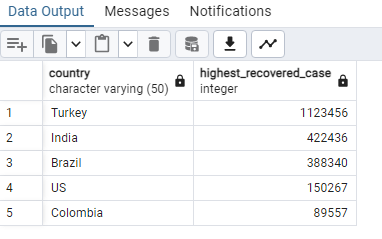 Data Output Messages Notifications
country highest_recovered_case
character varying (50) integer
1 Turkey 1123456
2 India 422436
3 Brazil 388340
4 US 150267
5 Colombia 89557